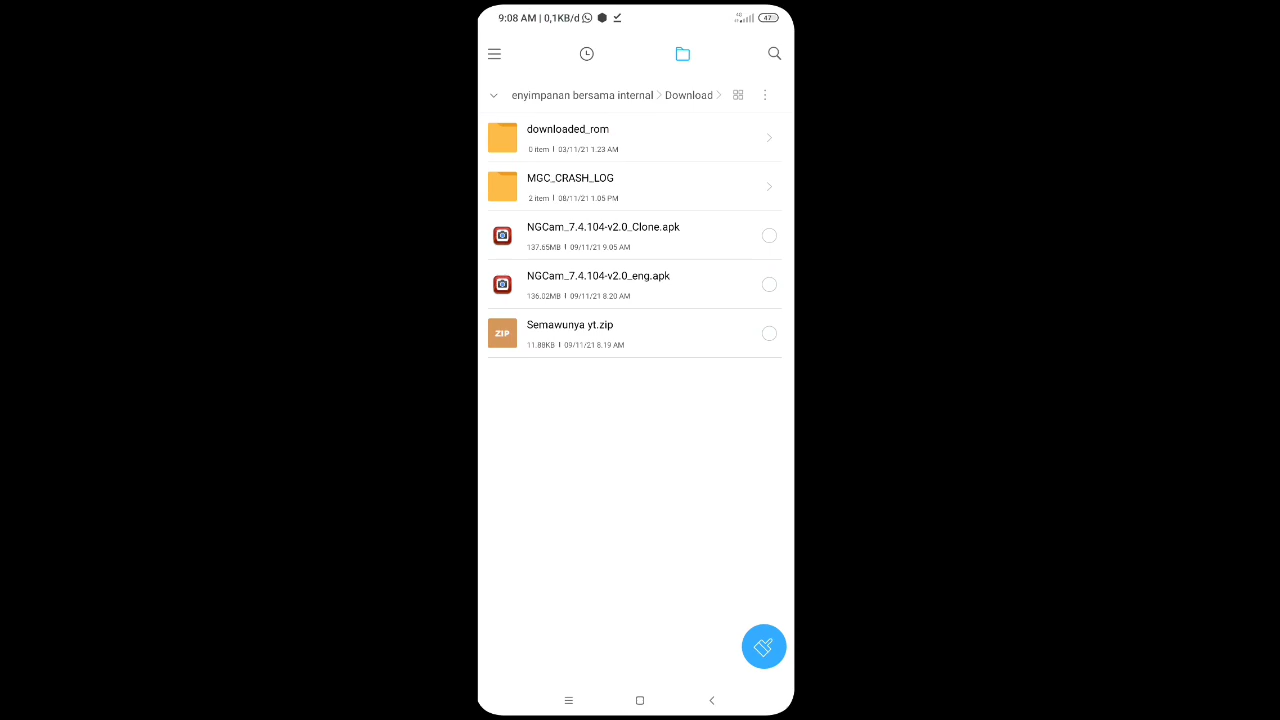 9:08 AM | 0,1KB/d
4G
47
enyimpanan bersama internal > Download >
downloaded_rom
0 item | 03/11/21 1.23 AM
MGC_CRASH_LOG
2 item | 08/11/21 1.05 PM
NGCam_7.4.104-v2.0_Clone.apk
137.65MB | 09/11/21 9.05 AM
NGCam_7.4.104-v2.0_eng.apk
136.02MB | 09/11/21 8.20 AM
ZIP
Semawunya yt.zip
11.88KB | 09/11/21 8.19 AM